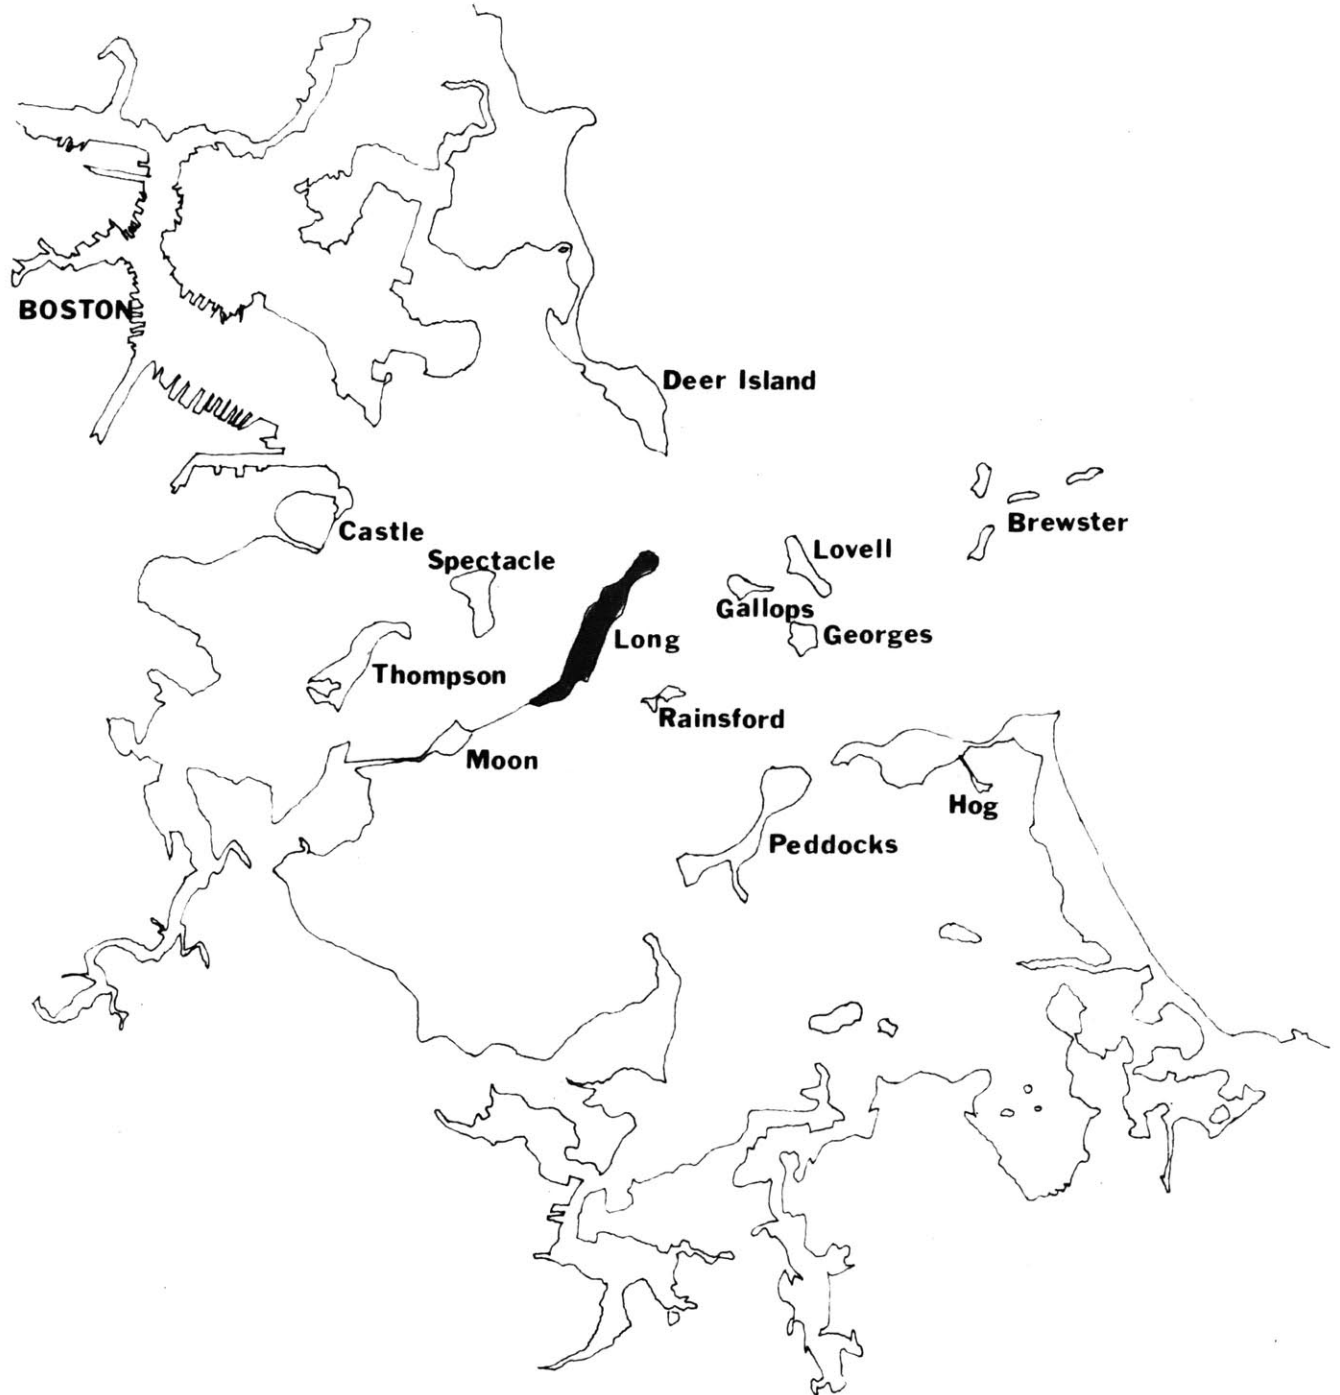 BOSTON
Deer Island
Brewster
Castle
Lovell
Spectacle
Gallops
Long
Georges
Thompson
Rainsford
Moon
Hog
Peddocks